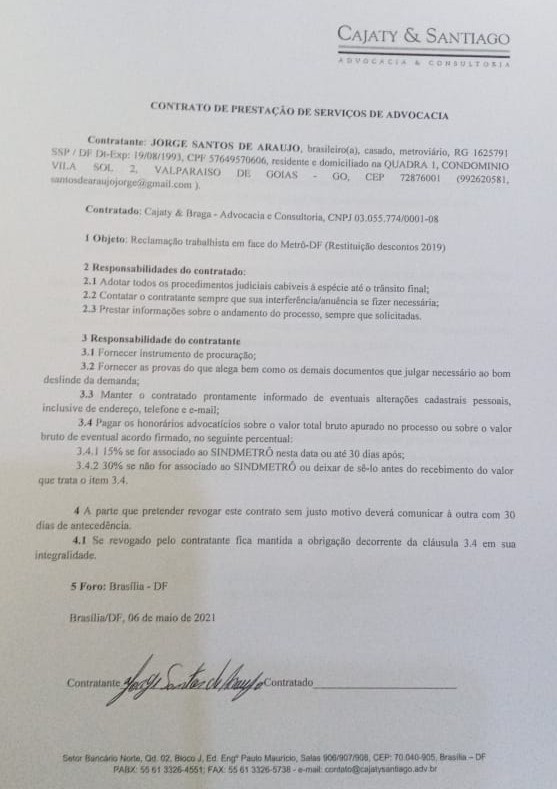 CAJATY & SANTIAGO
ADVOCACIA & CONSULTORIA
CONTRATO DE PRESTAÇÃO DE SERVIÇOS DE ADVOCACIA
Contratante: JORGE SANTOS DE ARAUJO, brasileiro(a), casado, metroviário, RG 1625791
SSP / DF Dt-Exp: 19/08/1993, CPF 57649570606, residente e domiciliado na QUADRA 1, CONDOMINIO
VILA SOL 2, VALPARAISO DE GOIAS - GO, CEP 72876001 (992620581,
santosdearaujojorge@gmail.com ).
Contratado: Cajaty & Braga - Advocacia e Consultoria, CNPJ 03.055.774/0001-08
1 Objeto: Reclamação trabalhista em face do Metrô-DF (Restituição descontos 2019)
2 Responsabilidades do contratado:
2.1 Adotar todos os procedimentos judiciais cabíveis à espécie até o trânsito final;
2.2 Contatar o contratante sempre que sua interferência/anuência se fizer necessária;
2.3 Prestar informações sobre o andamento do processo, sempre que solicitadas.
3 Responsabilidade do contratante
3.1 Fornecer instrumento de procuração;
3.2 Fornecer as provas do que alega bem como os demais documentos que julgar necessário ao bom
deslinde da demanda;
3.3 Manter o contratado prontamente informado de eventuais alterações cadastrais pessoais,
inclusive de endereço, telefone e e-mail;
3.4 Pagar os honorários advocatícios sobre o valor total bruto apurado no processo ou sobre o valor
bruto de eventual acordo firmado, no seguinte percentual:
3.4.1 15% se for associado ao SINDMETRÔ nesta data ou até 30 dias após;
3.4.2 30% se não for associado ao SINDMETRÔ ou deixar de sê-lo antes do recebimento do valor
que trata o item 3.4.
4 A parte que pretender revogar este contrato sem justo motivo deverá comunicar à outra com 30
dias de antecedência.
4.1 Se revogado pelo contratante fica mantida a obrigação decorrente da cláusula 3.4 em sua
integralidade.
5 Foro: Brasília - DF
Brasília/DF, 06 de maio de 2021
Contratante Jorge Santos de Araujo Contratado
Setor Bancário Norte, Qd. 02, Bloco J, Ed. Engº Paulo Maurício, Salas 906/907/908, CEP: 70.040-905, Brasília – DF
PABX: 55 61 3326-4551; FAX: 55 61 3326-5738 - e-mail: contato@cajatysantiago.adv.br